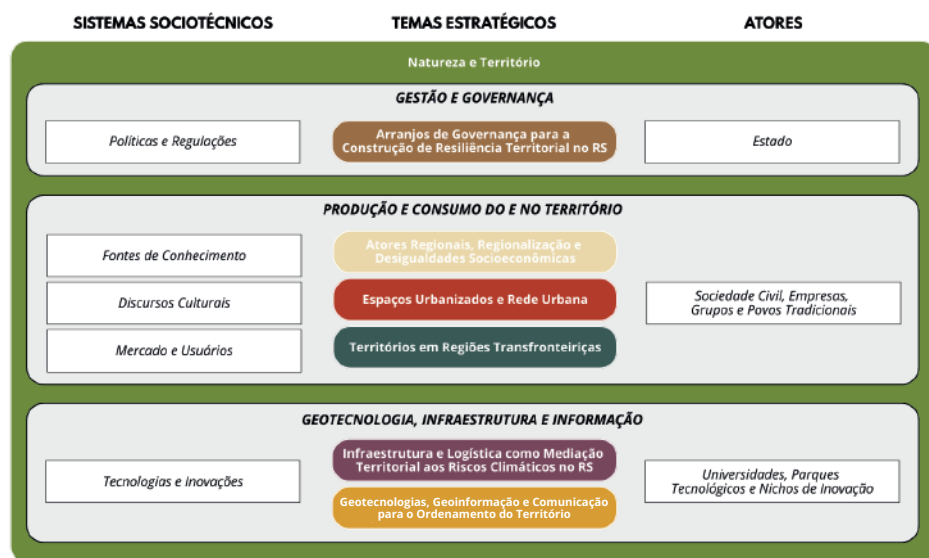 SISTEMAS SOCIOTÉCNICOS
TEMAS ESTRATÉGICOS
ATORES
Natureza e Território
GESTÃO E GOVERNANÇA
Políticas e Regulações
Arranjos de Governança para a
Construção de Resiliência Territorial no RS
Estado
PRODUÇÃO E CONSUMO DO E NO TERRITÓRIO
Fontes de Conhecimento
Atores Regionais, Regionalização e
Desigualdades Socioeconômicas
Discursos Culturais
Espaços Urbanizados e Rede Urbana
Sociedade Civil, Empresas,
Grupos e Povos Tradicionais
Mercado e Usuários
Territórios em Regiões Transfronteiriças
GEOTECNOLOGIA, INFRAESTRUTURA E INFORMAÇÃO
Tecnologias e Inovações
Infraestrutura e Logística como Mediação
Territorial aos Riscos Climáticos no RS
Geotecnologias, Geoinformação e Comunicação
para o Ordenamento do Território
Universidades, Parques
Tecnológicos e Nichos de Inovação